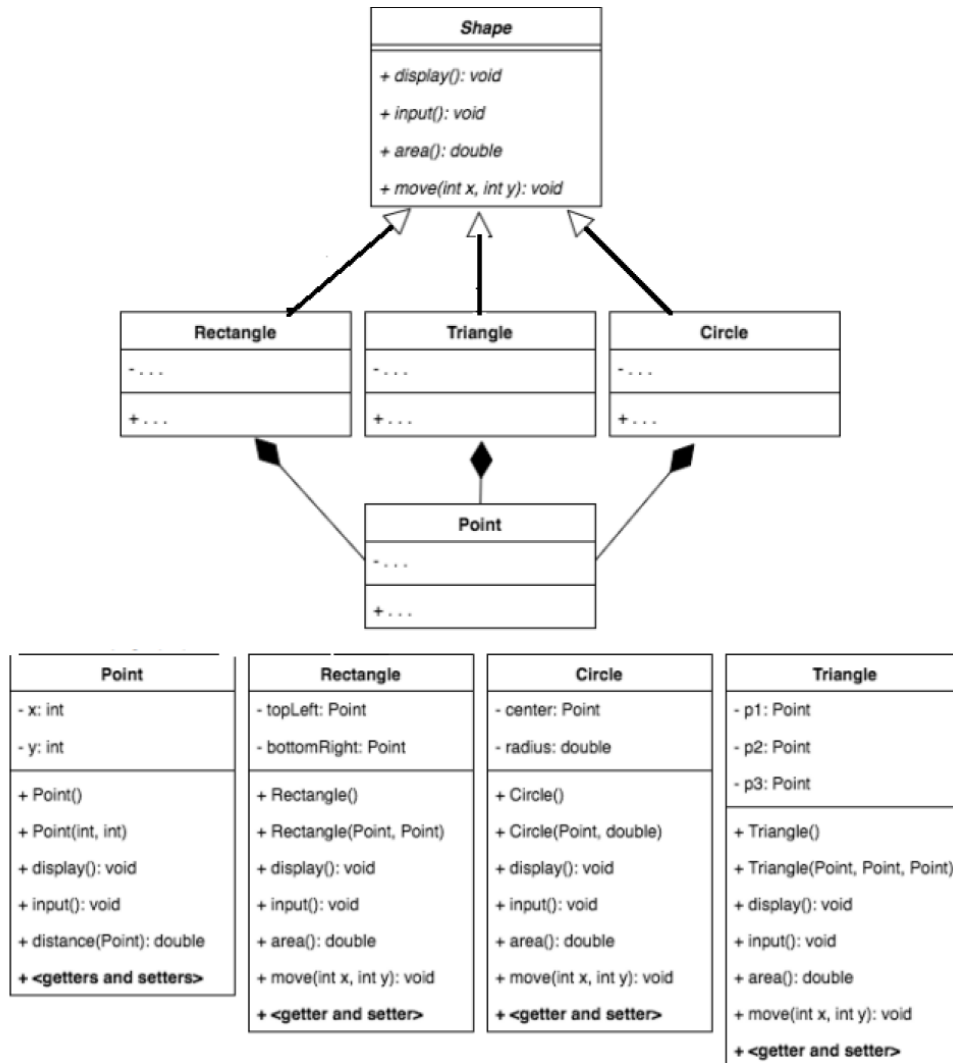 Shape
+ display(): void
+ input(): void
+ area(): double
+ move(int x, int y): void
Rectangle
- . . .
+ . . .
Triangle
- . . .
+ . . .
Circle
- . . .
+ . . .
Point
- . . .
+ . . .
Point
- x: int
- y: int
+ Point()
+ Point(int, int)
+ display(): void
+ input(): void
+ distance(Point): double
+ <getters and setters>
Rectangle
- topLeft: Point
- bottomRight: Point
+ Rectangle()
+ Rectangle(Point, Point)
+ display(): void
+ input(): void
+ area(): double
+ move(int x, int y): void
+ <getter and setter>
Circle
- center: Point
- radius: double
+ Circle()
+ Circle(Point, double)
+ display(): void
+ input(): void
+ area(): double
+ move(int x, int y): void
+ <getter and setter>
Triangle
- p1: Point
- p2: Point
- p3: Point
+ Triangle()
+ Triangle(Point, Point, Point)
+ display(): void
+ input(): void
+ area(): double
+ move(int x, int y): void
+ <getter and setter>